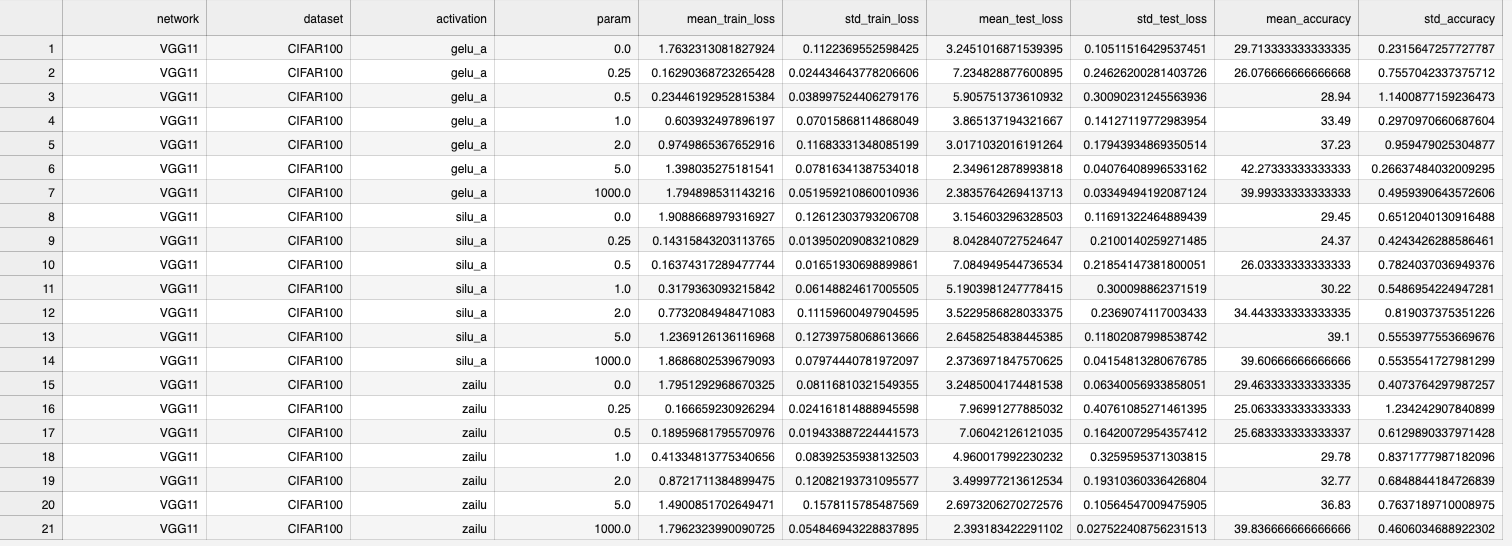 network dataset activation param mean_train_loss std_train_loss mean_test_loss std_test_loss mean_accuracy std_accuracy
1 VGG11 CIFAR100 gelu_a 0.0 1.7632313081827924 0.1122369552598425 3.2451016871539395 0.10511516429537451 29.713333333333335 0.2315647257727787
2 VGG11 CIFAR100 gelu_a 0.25 0.16290368723265428 0.024434643778206606 7.234828877600895 0.24626200281403726 26.076666666666668 0.7557042337375712
3 VGG11 CIFAR100 gelu_a 0.5 0.23446192952815384 0.038997524406279176 5.905751373610932 0.30090231245563936 28.94 1.1400877159236473
4 VGG11 CIFAR100 gelu_a 1.0 0.603932497896197 0.07015868114868049 3.865137194321667 0.14127119772983954 33.49 0.2970970660687604
5 VGG11 CIFAR100 gelu_a 2.0 0.9749865367652916 0.11683331348085199 3.0171032016191264 0.17943934869350514 37.23 0.959479025304877
6 VGG11 CIFAR100 gelu_a 5.0 1.398035275181541 0.07816341387534018 2.349612878993818 0.04076408996533162 42.27333333333333 0.26637484032009295
7 VGG11 CIFAR100 gelu_a 1000.0 1.794898531143216 0.051959210860010936 2.3835764269413713 0.03349494192087124 39.99333333333333 0.4959390643572606
8 VGG11 CIFAR100 silu_a 0.0 1.9088668979316927 0.12612303793206708 3.154603296328503 0.11691322464889439 29.45 0.6512040130916488
9 VGG11 CIFAR100 silu_a 0.25 0.14315843203113765 0.013950209083210829 8.042840727524647 0.2100140259271485 24.37 0.4243426288586461
10 VGG11 CIFAR100 silu_a 0.5 0.16374317289477744 0.01651930698899861 7.084949544736534 0.21854147381800051 26.03333333333333 0.7824037036949376
11 VGG11 CIFAR100 silu_a 1.0 0.3179363093215842 0.06148824617005505 5.1903981247778415 0.300098862371519 30.22 0.5486954224947281
12 VGG11 CIFAR100 silu_a 2.0 0.7732084948471083 0.11159600497904595 3.5229586828033375 0.2369074117003433 34.443333333333335 0.819037375351226
13 VGG11 CIFAR100 silu_a 5.0 1.2369126136116968 0.12739758068613666 2.6458254838445385 0.11802087998538742 39.1 0.55539775536696​76
14 VGG11 CIFAR100 silu_a 1000.0 1.8686802539679093 0.07974440781972097 2.3736971847570625 0.04154813280676785 39.60666666666666 0.5535541727981299
15 VGG11 CIFAR100 zailu 0.0 1.7951292968670325 0.08116810321549355 3.2485004174481538 0.06340056933858051 29.463333333333335 0.4073764297987257
16 VGG11 CIFAR100 zailu 0.25 0.166659230926294 0.024161814888945598 7.96991277885032 0.40761085271461395 25.063333333333333 1.234242907840899
17 VGG11 CIFAR100 zailu 0.5 0.18959681795570976 0.019433887224441573 7.06042126121035 0.16420072954357412 25.683333333333337 0.6129890337971428
18 VGG11 CIFAR100 zailu 1.0 0.41334813775340656 0.08392535938132503 4.960017992230232 0.3259595371303815 29.78 0.8371777987182096
19 VGG11 CIFAR100 zailu 2.0 0.8721711384899475 0.12082193731095577 3.499977213612534 0.19310360336426804 32.77 0.6848844184726839
20 VGG11 CIFAR100 zailu 5.0 1.4900851702649471 0.1578115785487569 2.6973206270272576 0.10564547009475905 36.83 0.7637189710008975
21 VGG11 CIFAR100 zailu 1000.0 1.7962323990090725 0.054846943228837895 2.393183422291102 0.027522408756231513 39.836666666666666 0.4606034688922302